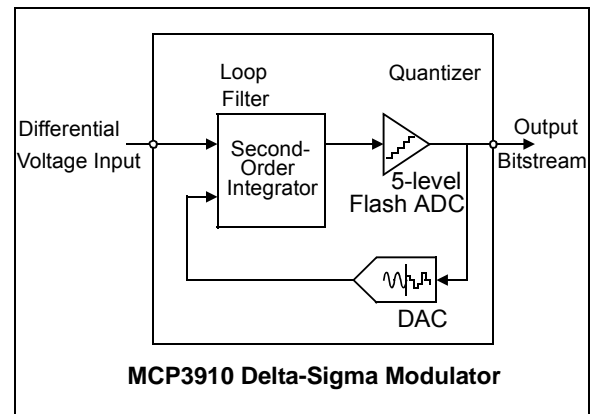 Loop
Filter
Quantizer
Differential
Voltage Input
Second-
Order
Integrator
5-level
Flash ADC
Output
Bitstream
DAC
MCP3910 Delta-Sigma Modulator